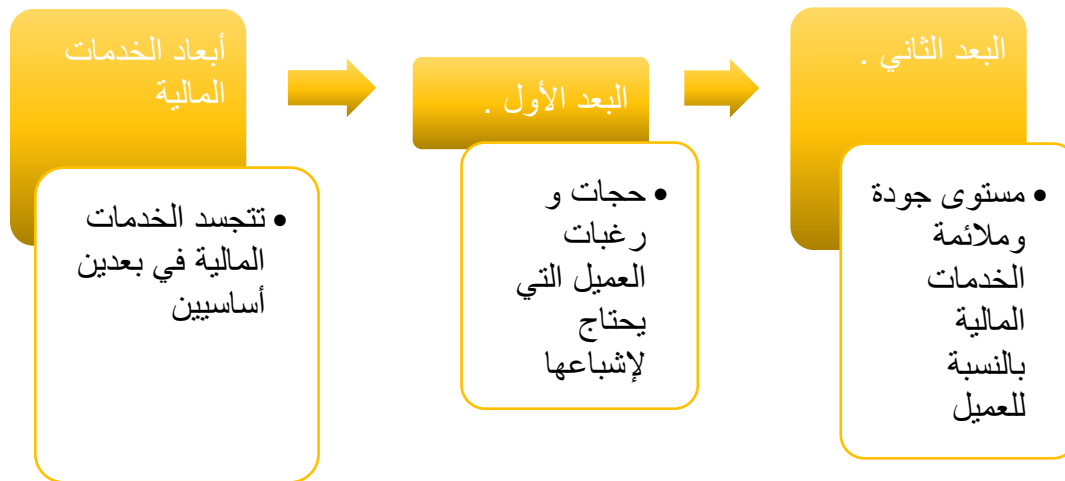 أبعاد الخدمات
المالية
• تتجسد الخدمات
المالية في بعدين
أساسيين
البعد الأول .
• حجات و
رغبات
العميل التي
يحتاج
لإشباعها
البعد الثاني .
• مستوى جودة
وملائمة
الخدمات
المالية
بالنسبة
للعميل